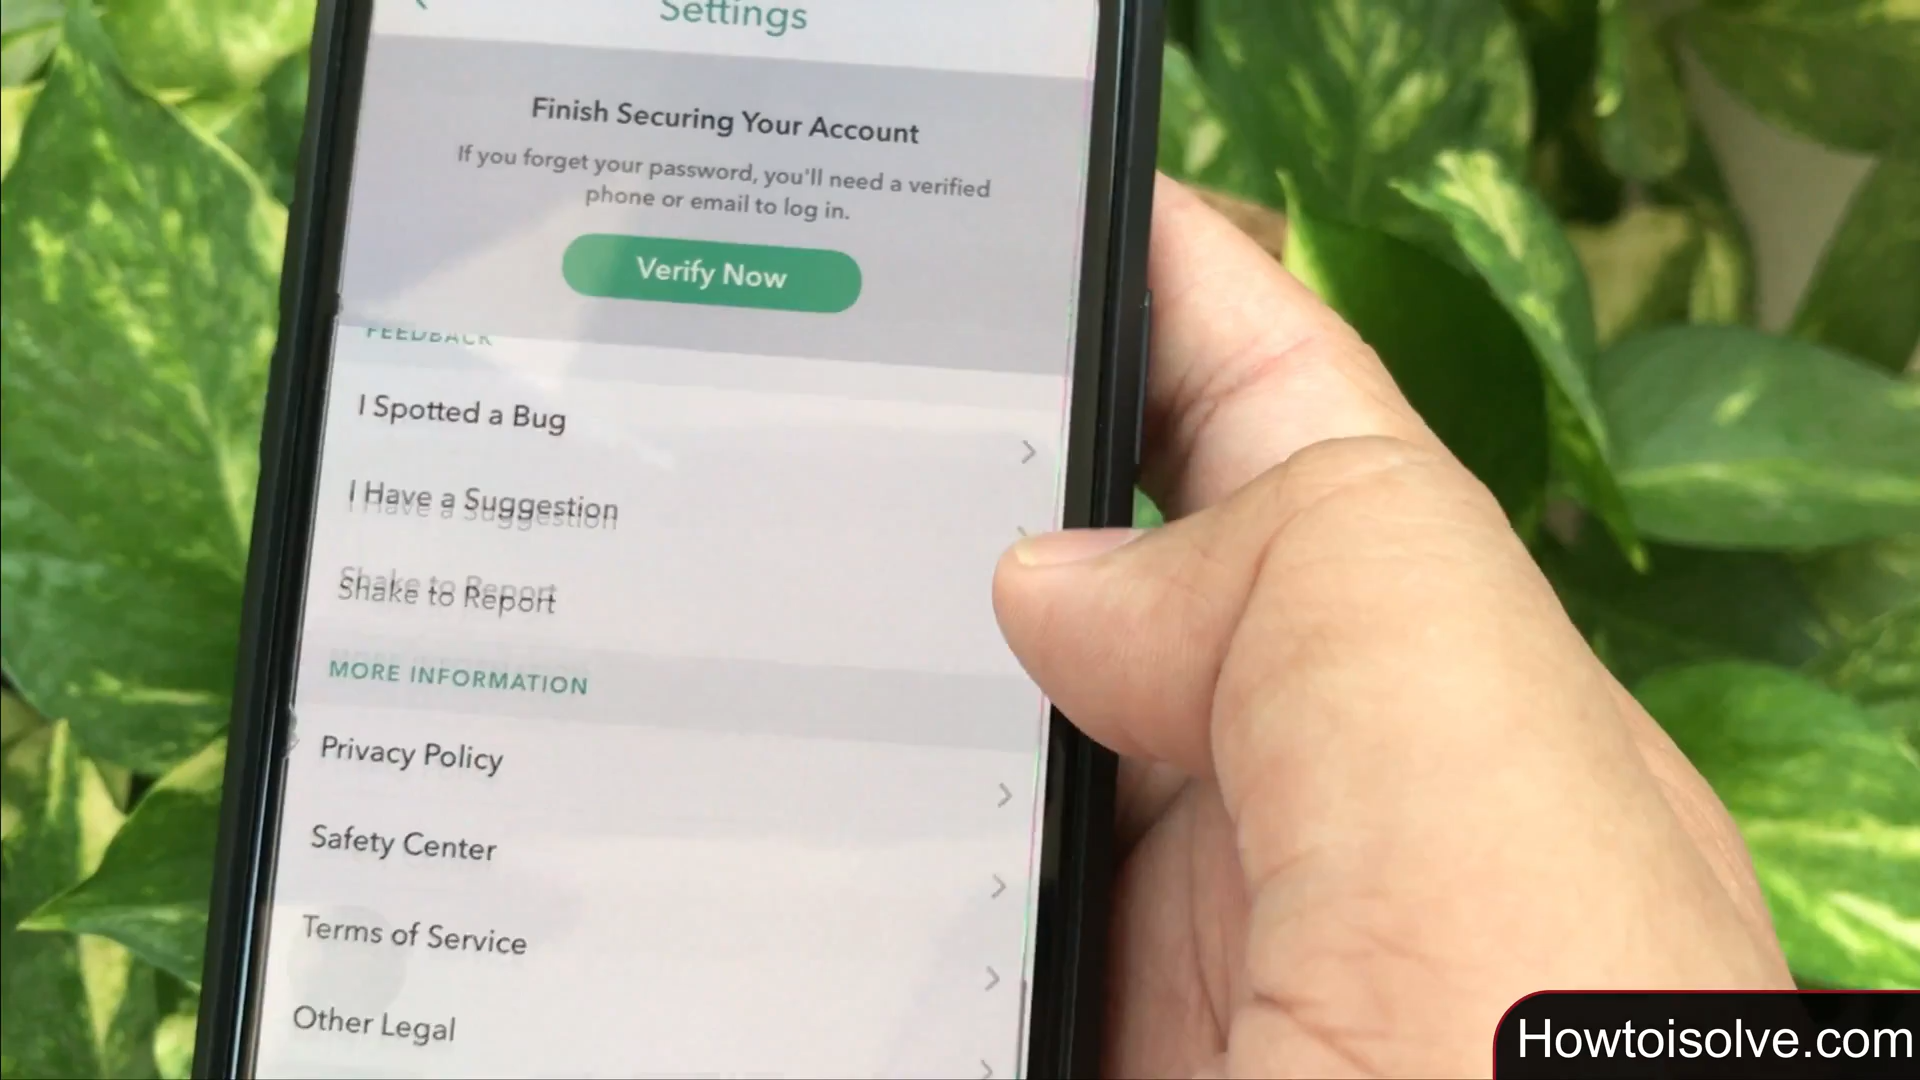 Settings
Finish Securing Your Account
If you forget your password, you'll need a verified
phone or email to log in.
Verify Now
FEEDBACK
I Spotted a Bug
I Have a Suggestion
Shake to Report
MORE INFORMATION
Privacy Policy
Safety Center
Terms of Service
Other Legal
Howtoisolve.com